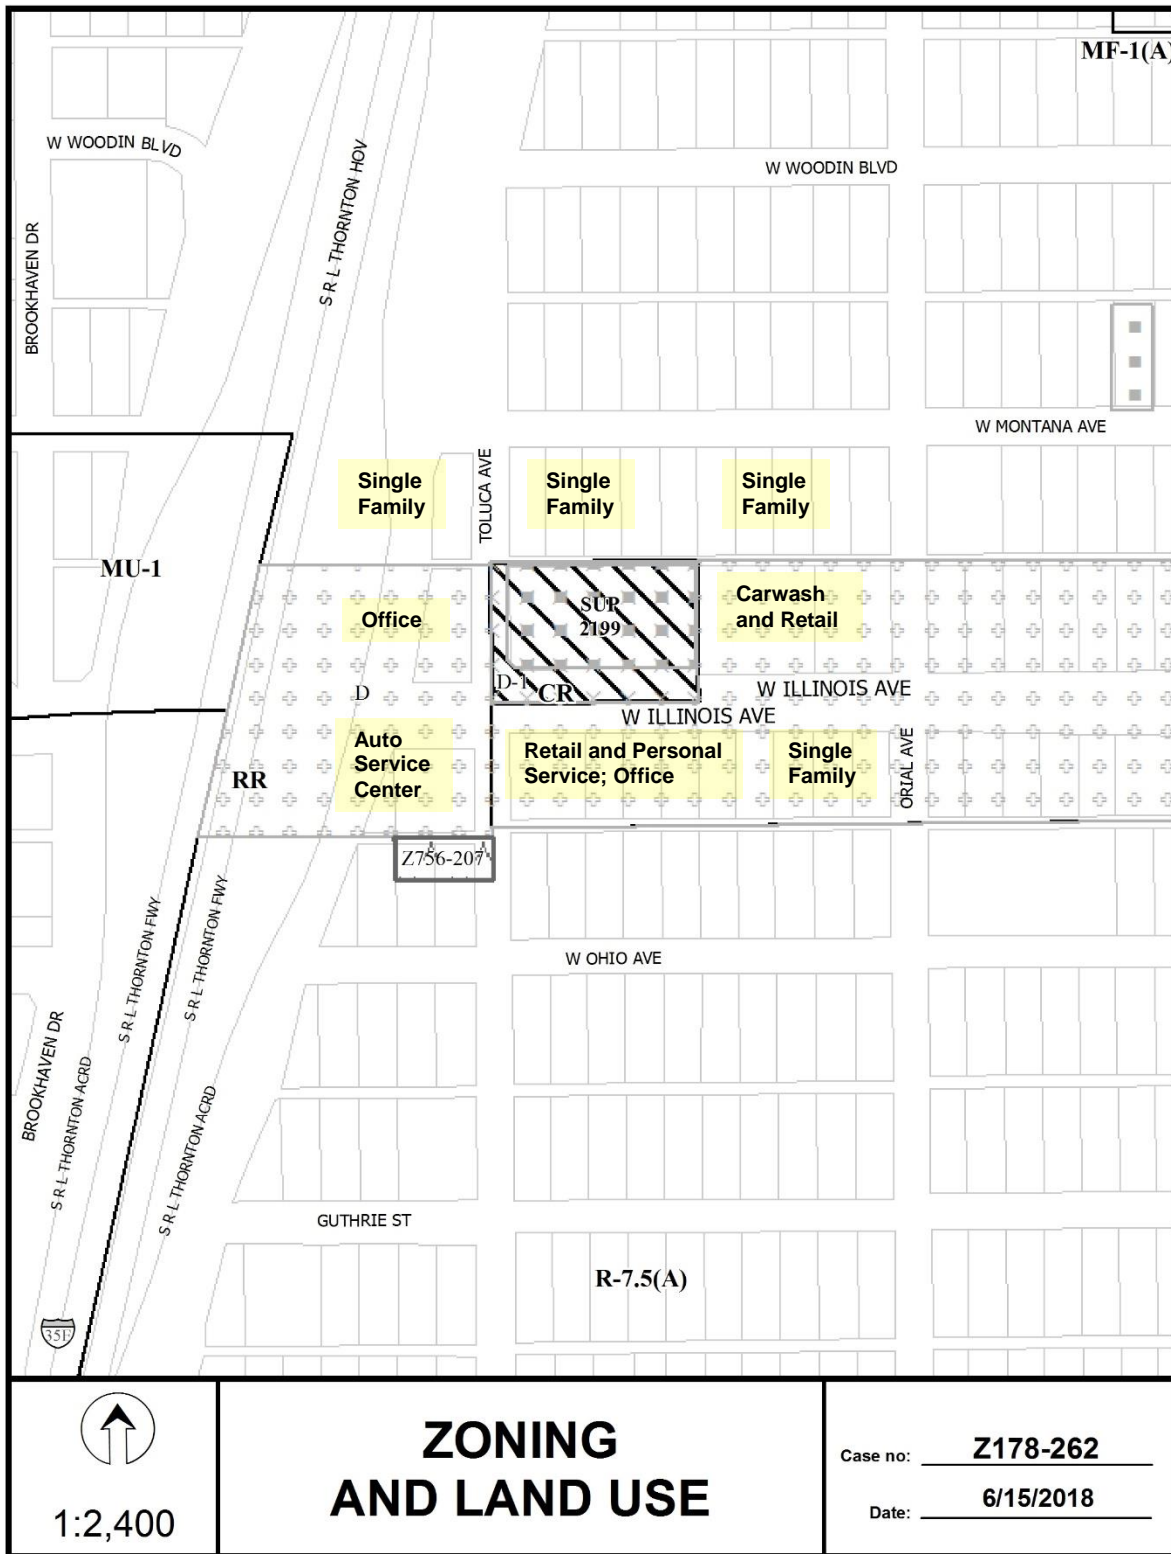 MF-1(A)
W WOODIN BLVD
W WOODIN BLVD
S R L THORNTON HOV
BROOKHAVEN DR
W MONTANA AVE
TOLUCA AVE
Single
Family
Single
Family
Single
Family
MU-1
Office
SUP
2199
Carwash
and Retail
D
D-1
CR
W ILLINOIS AVE
W ILLINOIS AVE
Auto
Service
Center
Retail and Personal
Service; Office
Single
Family
ORIAL AVE
RR
Z756-207
S R L THORNTON FWY
S R L THORNTON FWY
W OHIO AVE
BROOKHAVEN DR
S R L THORNTON ACRD
S R L THORNTON ACRD
GUTHRIE ST
R-7.5(A)
35E
1:2,400
ZONING
AND LAND USE
Case no: Z178-262
Date: 6/15/2018